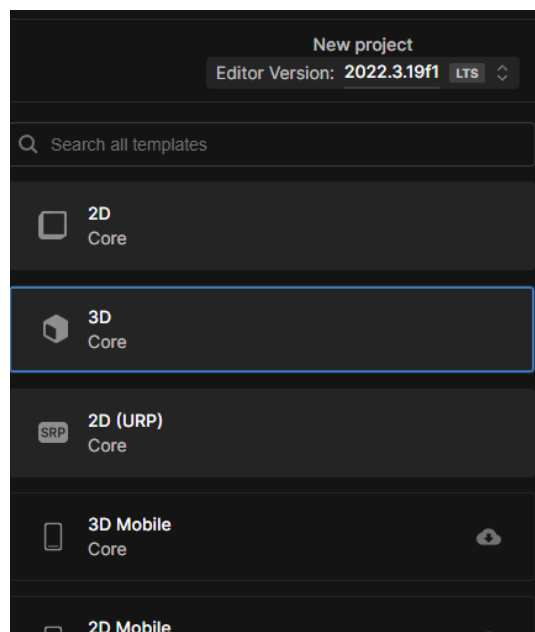 New project
Editor Version: 2022.3.19f1 LTS
Search all templates
2D
Core
3D
Core
SRP
2D (URP)
Core
3D Mobile
Core
2D Mobile